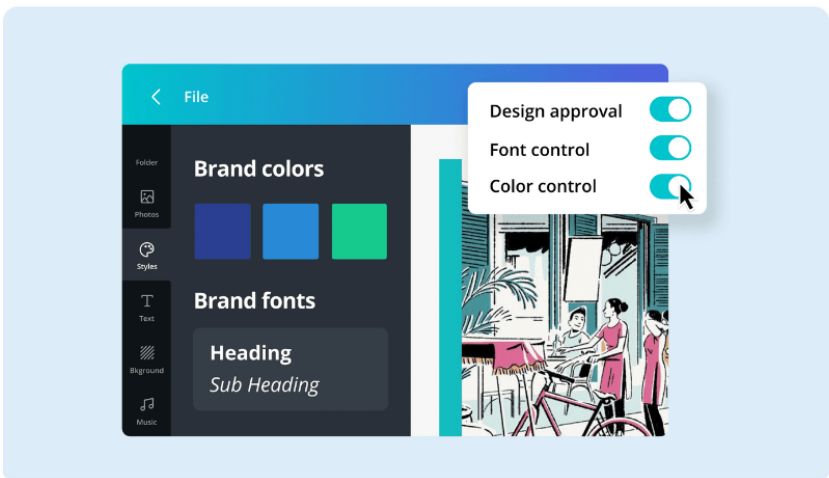 File
Design approval
Font control
Color control
Folder
Photos
Styles
Text
Bkground
Music
Brand colors
Brand fonts
Heading
Sub Heading